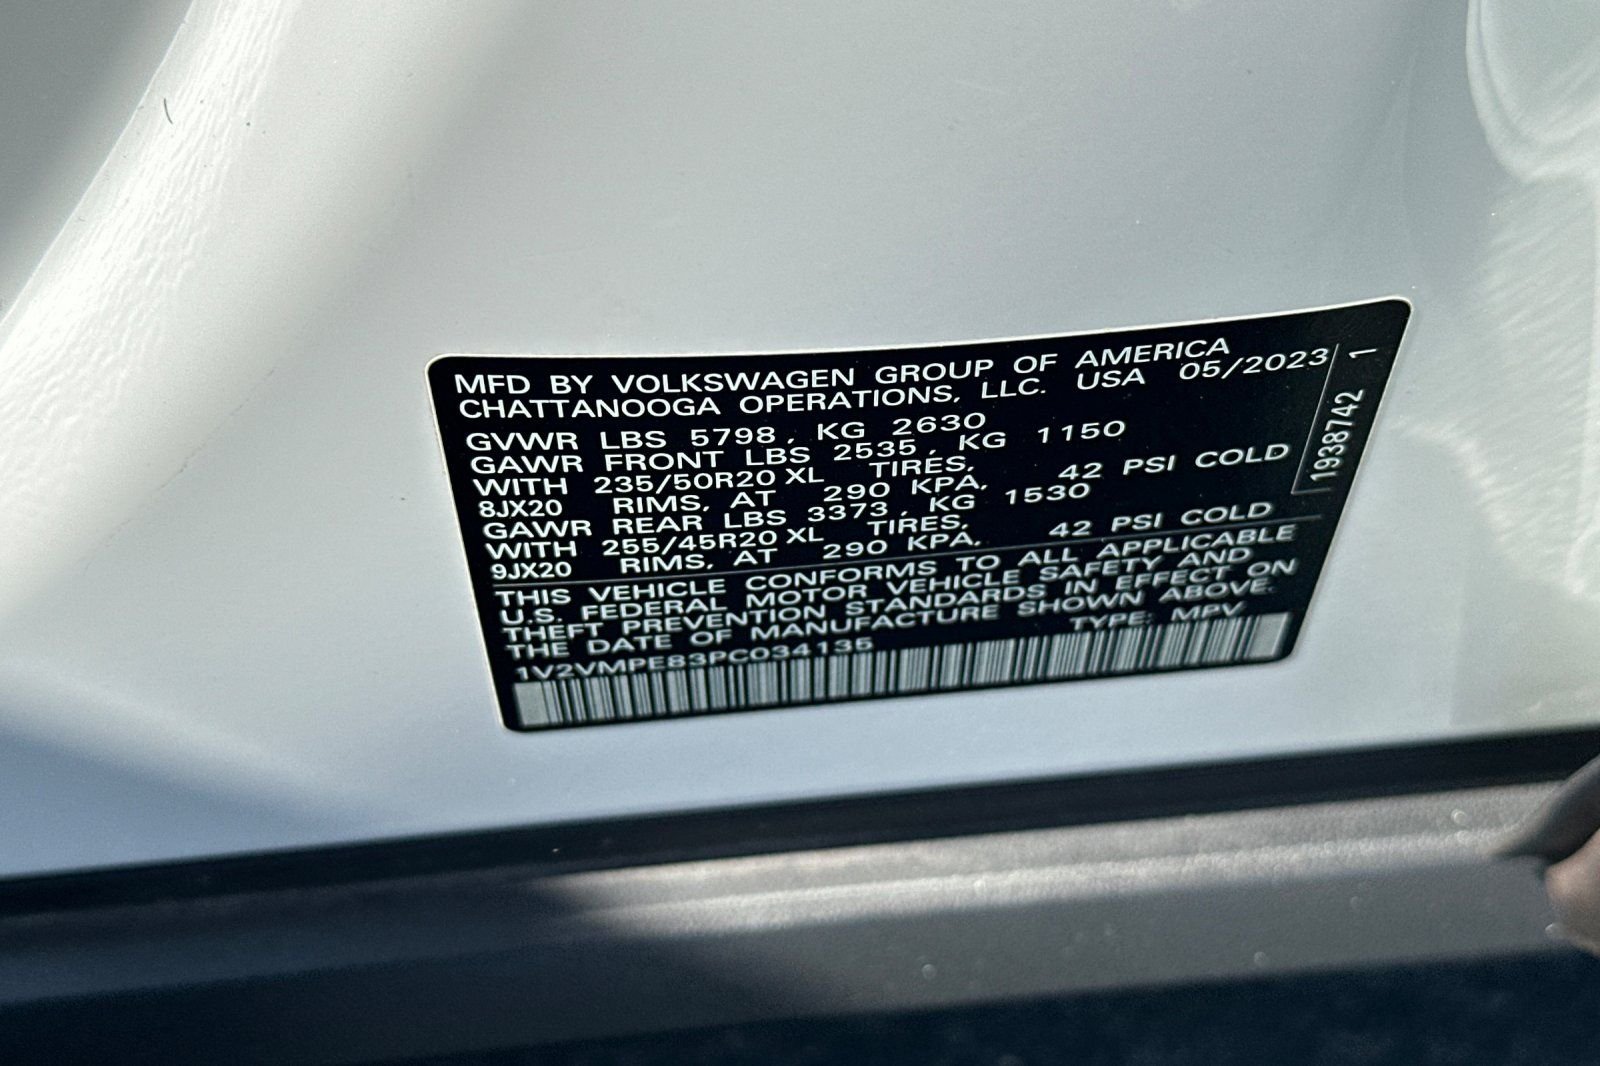 MFD BY VOLKSWAGEN GROUP OF AMERICA
CHATTANOOGA OPERATIONS, LLC. USA 05/2023
GVWR LBS 5798, KG 2630
GAWR FRONT LBS 2535, KG 1150
WITH 235/50R20 XL TIRES,
8JX20 RIMS, AT 290 KPA, 42 PSI COLD
GAWR REAR LBS 3373, KG 1530
WITH 255/45R20 XL TIRES,
9JX20 RIMS, AT 290 KPA, 42 PSI COLD
THIS VEHICLE CONFORMS TO ALL APPLICABLE
U.S. FEDERAL MOTOR VEHICLE SAFETY AND
THEFT PREVENTION STANDARDS IN EFFECT ON
THE DATE OF MANUFACTURE SHOWN ABOVE.
1V2VMPE83PC034135 TYPE: MPV
1938742 1